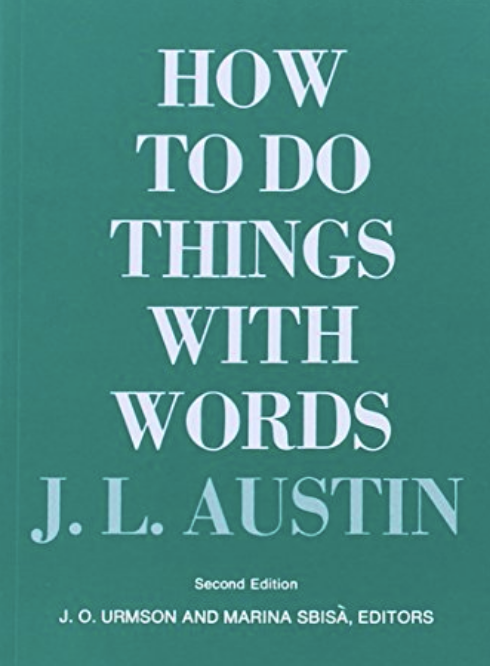 HOW
TO DO
THINGS
WITH
WORDS
J. L. AUSTIN
Second Edition
J. O. URMSON AND MARINA SBISÀ, EDITORS